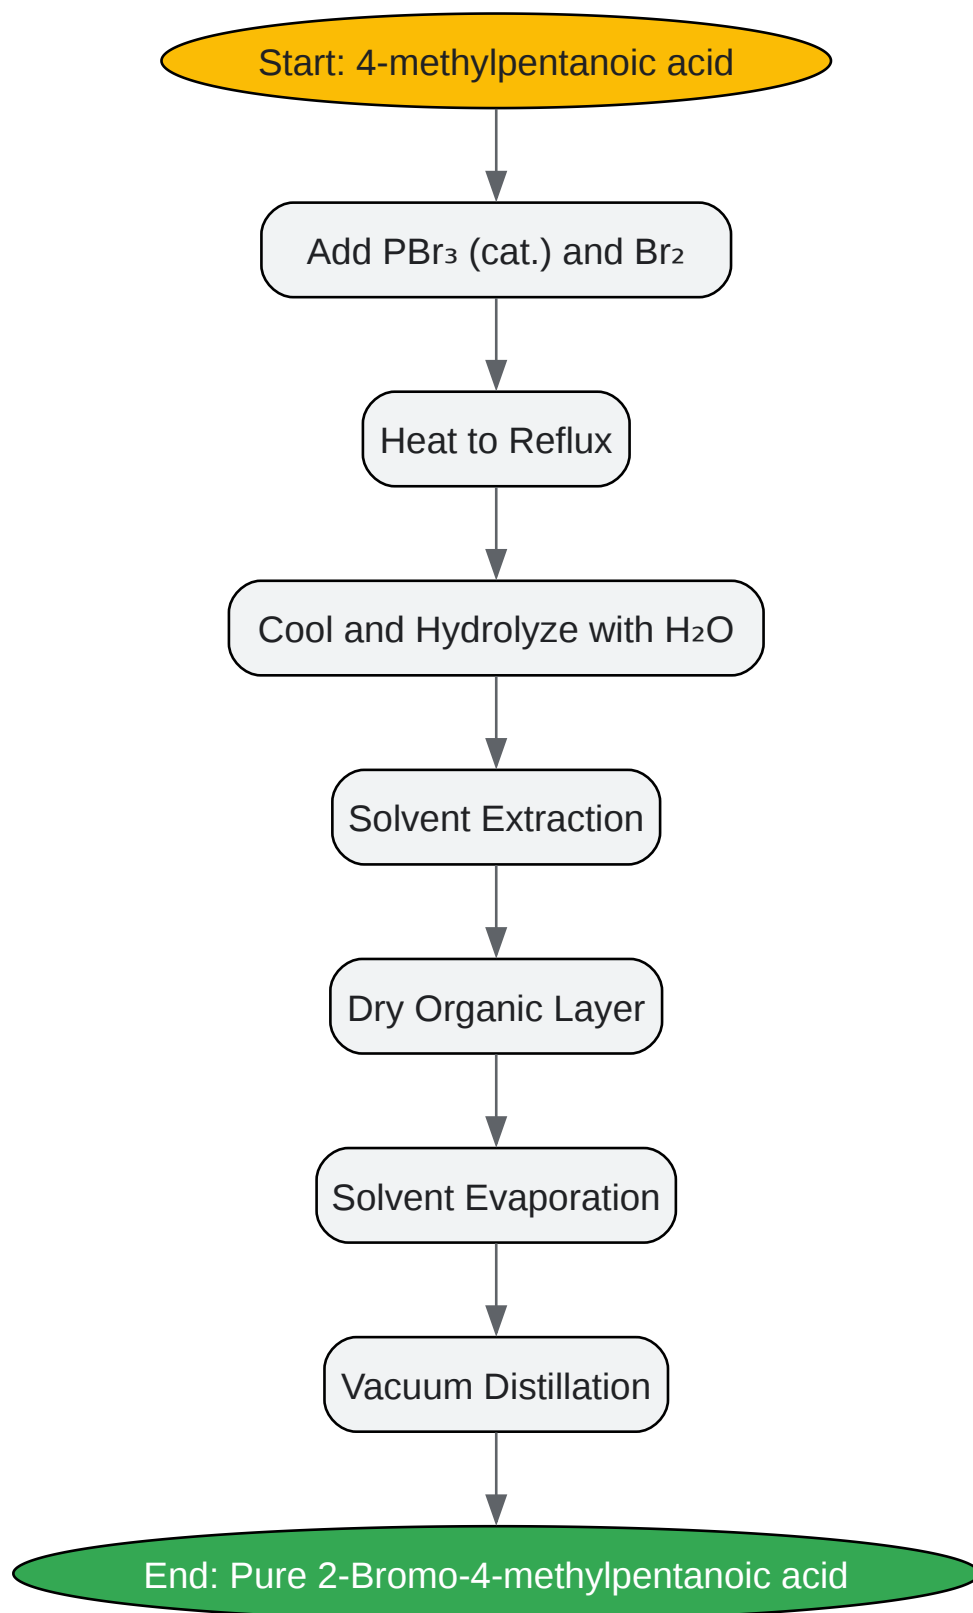 Start: 4-methylpentanoic acid
Add PBr₃ (cat.) and Br₂
Heat to Reflux
Cool and Hydrolyze with H₂O
Solvent Extraction
Dry Organic Layer
Solvent Evaporation
Vacuum Distillation
End: Pure 2-Bromo-4-methylpentanoic acid